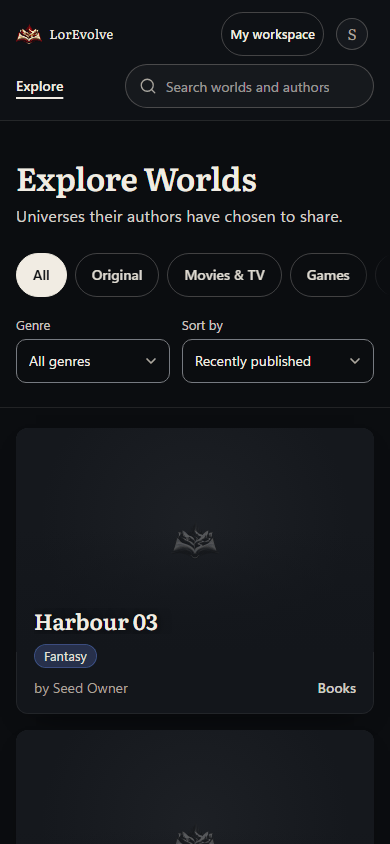 LorEvolve
My workspace
S
Explore
Search worlds and authors
Explore Worlds
Universes their authors have chosen to share.
All
Original
Movies & TV
Games
Genre
Sort by
All genres
Recently published
Harbour 03
Fantasy
by Seed Owner
Books